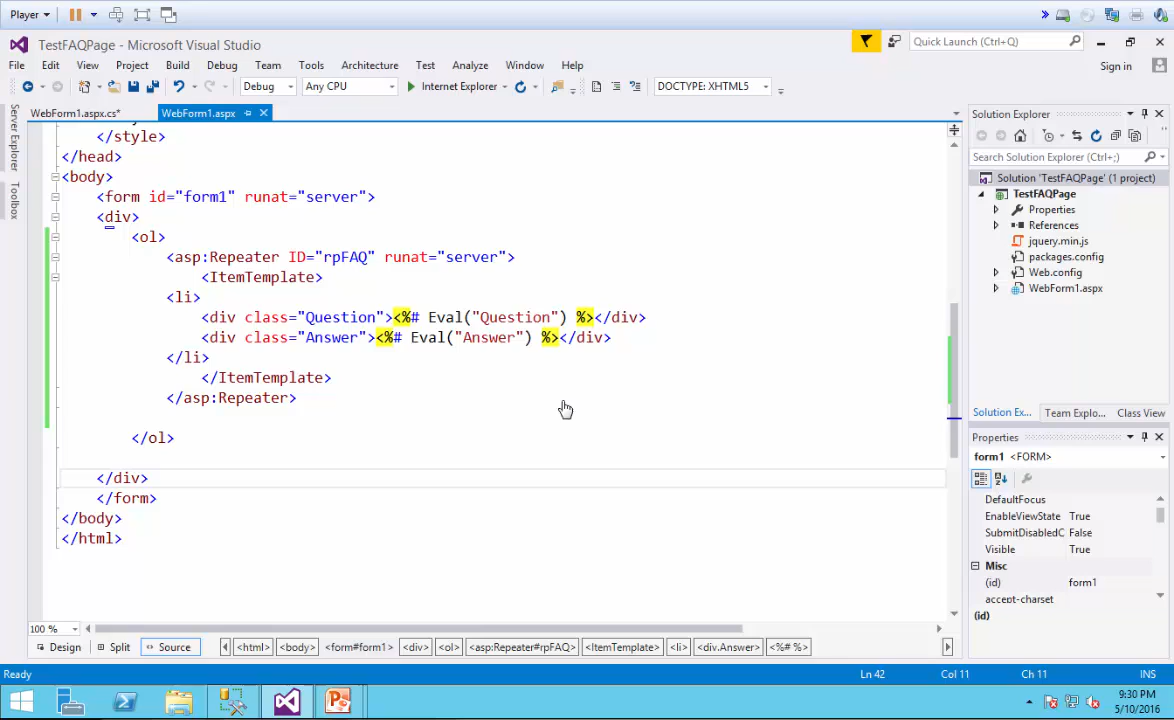 Player
TestFAQPage - Microsoft Visual Studio
Quick Launch (Ctrl+Q)
File Edit View Project Build Debug Team Tools Architecture Test Analyze Window Help
Sign in
Debug Any CPU Internet Explorer DOCTYPE: XHTML5
Server Explorer
Toolbox
WebForm1.aspx.cs* WebForm1.aspx
</style>
</head>
<body>
<form id="form1" runat="server">
<div>
<ol>
<asp:Repeater ID="rpFAQ" runat="server">
<ItemTemplate>
<li>
<div class="Question"><%# Eval("Question") %></div>
<div class="Answer"><%# Eval("Answer") %></div>
</li>
</ItemTemplate>
</asp:Repeater>
</ol>
</div>
</form>
</body>
</html>
100 %
Design Split Source <html> <body> <form#form1> <div> <ol> <asp:Repeater#rpFAQ> <ItemTemplate> <li> <div.Answer> <%# %>
Solution Explorer
Search Solution Explorer (Ctrl+;)
Solution 'TestFAQPage' (1 project)
TestFAQPage
Properties
References
jquery.min.js
packages.config
Web.config
WebForm1.aspx
Solution Ex... Team Explo... Class View
Properties
form1 <FORM>
DefaultFocus
EnableViewState True
SubmitDisabledC False
Visible True
Misc
(id) form1
accept-charset
(id)
Ready Ln 42 Col 11 Ch 11 INS
9:30 PM
5/10/2016